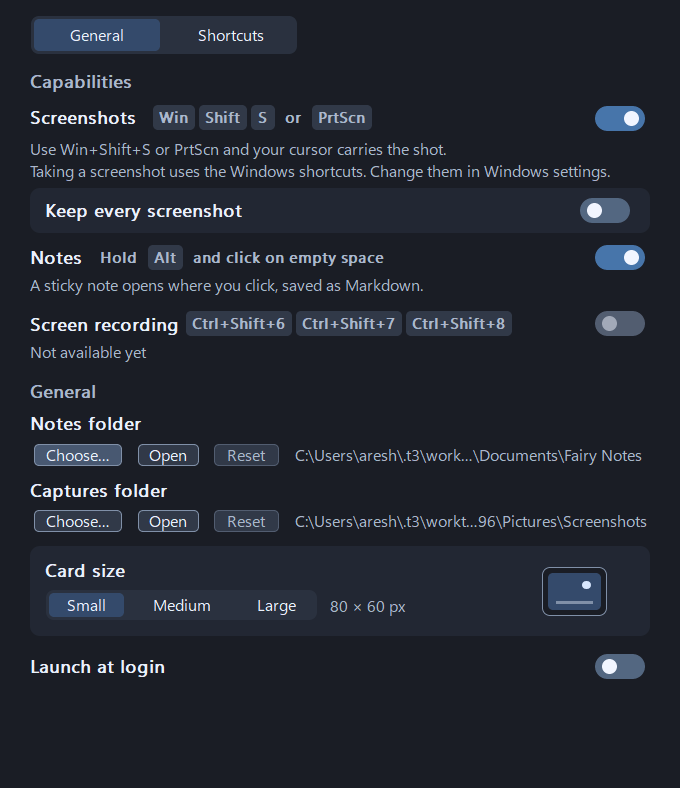 General Shortcuts
Capabilities
Screenshots Win Shift S or PrtScn
Use Win+Shift+S or PrtScn and your cursor carries the shot.
Taking a screenshot uses the Windows shortcuts. Change them in Windows settings.
Keep every screenshot
Notes Hold Alt and click on empty space
A sticky note opens where you click, saved as Markdown.
Screen recording Ctrl+Shift+6 Ctrl+Shift+7 Ctrl+Shift+8
Not available yet
General
Notes folder
Choose... Open Reset C:\Users\aresh\.t3\work...\Documents\Fairy Notes
Captures folder
Choose... Open Reset C:\Users\aresh\.t3\workt...96\Pictures\Screenshots
Card size
Small Medium Large 80 × 60 px
Launch at login